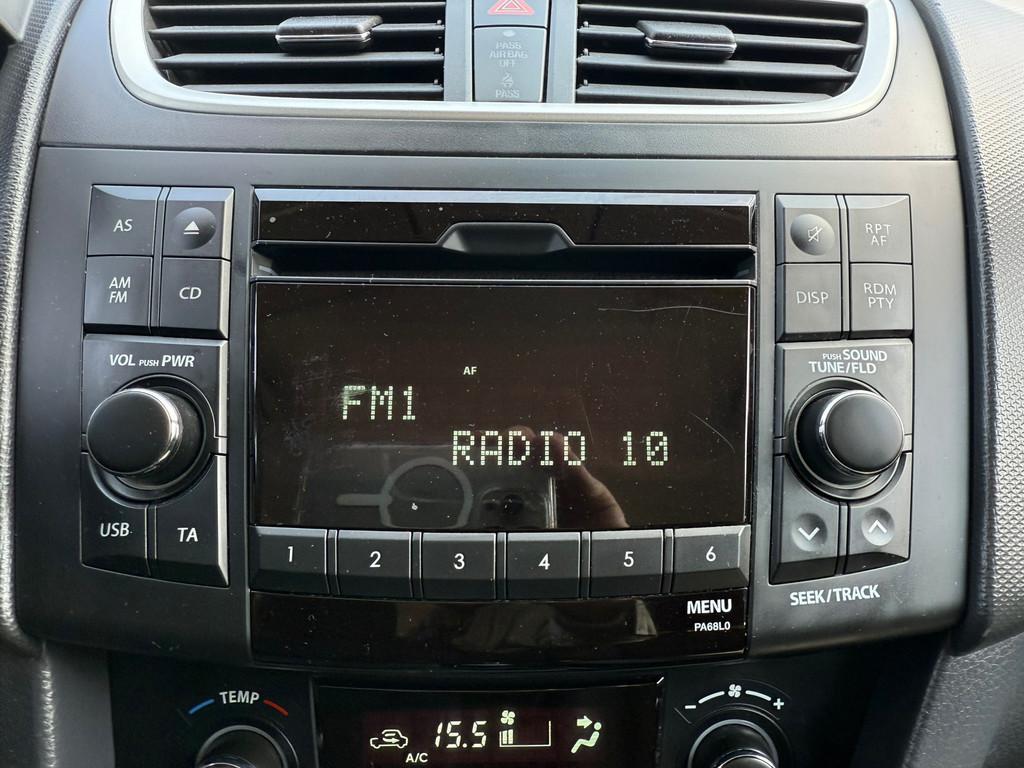 PASS
AIR BAG
OFF
PASS
AS
AM
FM
CD
RPT
AF
DISP
RDM
PTY
VOL PUSH PWR
PUSH SOUND
TUNE/FLD
AF
FM1
RADIO 10
USB
TA
1 2 3 4 5 6
SEEK/TRACK
MENU
PA68L0
TEMP
- +
A/C
15.5